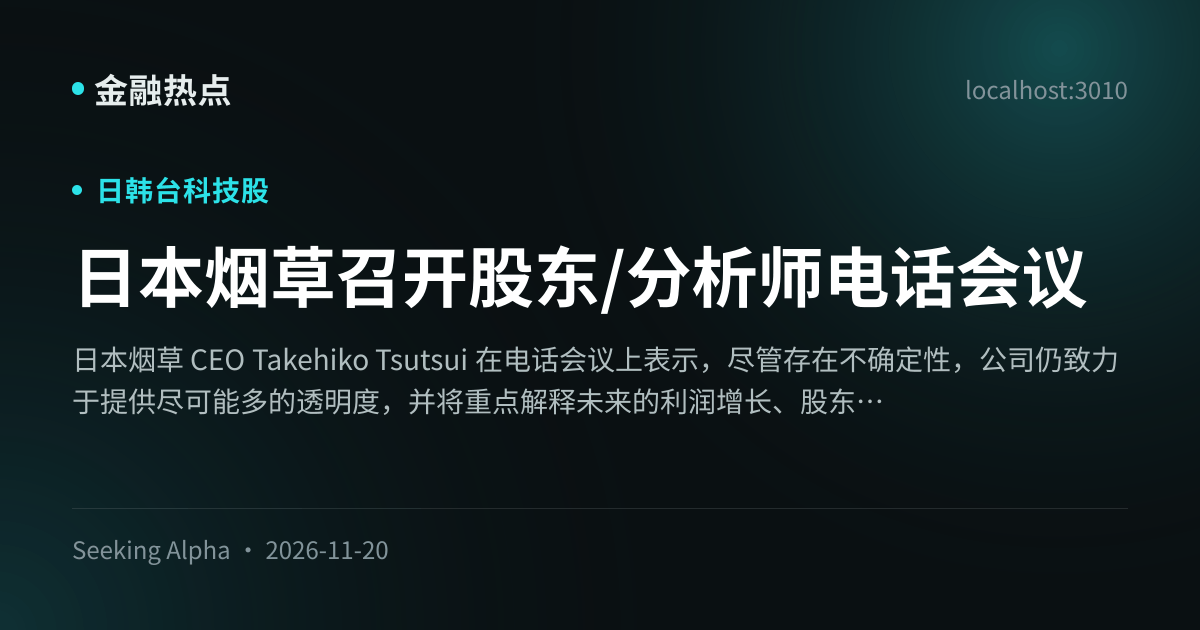 金融热点
localhost:3010
日韩台科技股
日本烟草召开股东/分析师电话会议
日本烟草 CEO Takehiko Tsutsui 在电话会议上表示，尽管存在不确定性，公司仍致力
于提供尽可能多的透明度，并将重点解释未来的利润增长、股东…
Seeking Alpha · 2026-11-20